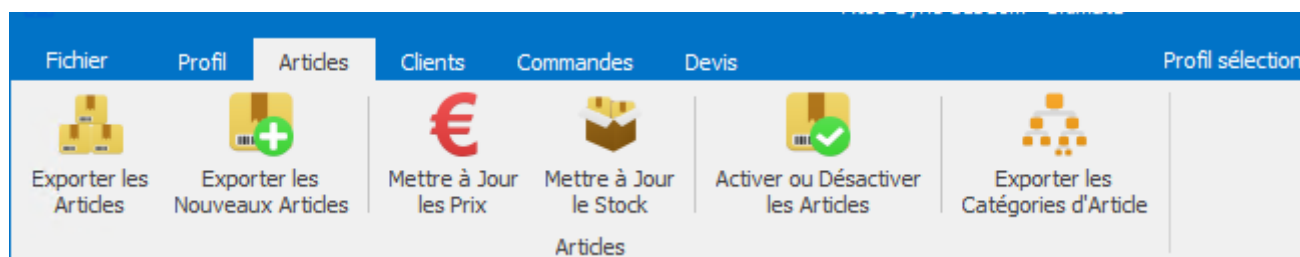 Fichier Profil Articles Clients Commandes Devis Profil sélection
Exporter les Exporter les Mettre à Jour Mettre à Jour Activer ou Désactiver Exporter les
Articles Nouveaux Articles les Prix le Stock les Articles Catégories d'Article
Articles